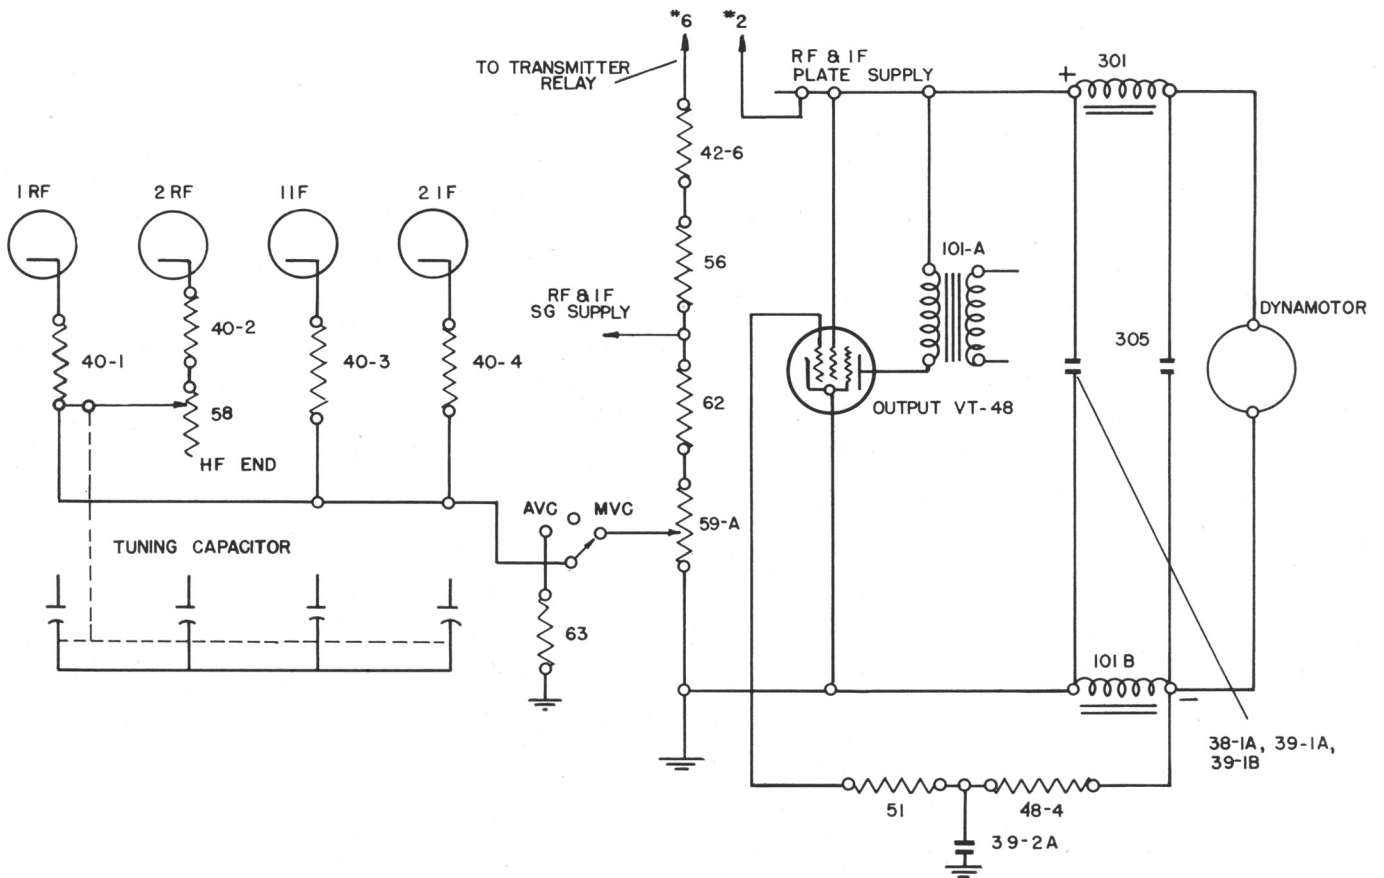 *6
*2
TO TRANSMITTER
RELAY
RF & IF
PLATE SUPPLY
+
301
42-6
1 RF
2 RF
1 IF
2 IF
101-A
56
RF & IF
SG SUPPLY
DYNAMOTOR
40-1
40-2
40-3
40-4
305
58
62
OUTPUT VT-48
HF END
AVC
MVC
59-A
TUNING CAPACITOR
63
101 B
-
38-1A, 39-1A,
39-1B
51
48-4
39-2A